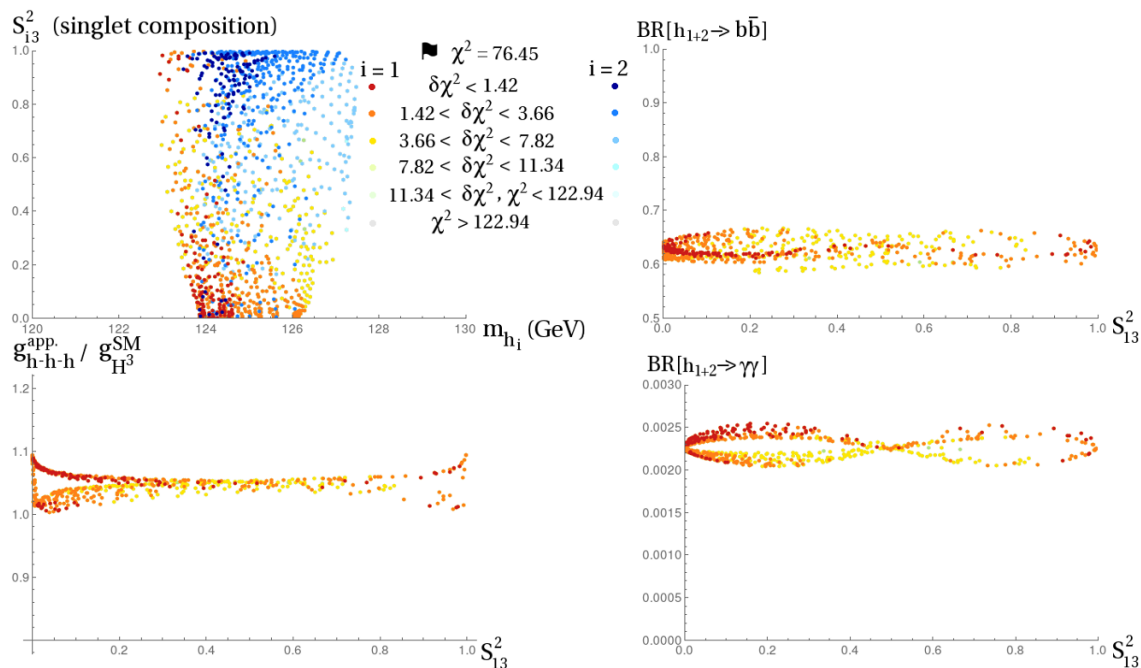 S²ᵢ₃ (singlet composition)
1.0
0.8
0.6
0.4
0.2
0.0
120 122 124 126 128 130
m_hᵢ (GeV)
χ² = 76.45
i = 1 i = 2
δχ² < 1.42
1.42 < δχ² < 3.66
3.66 < δχ² < 7.82
7.82 < δχ² < 11.34
11.34 < δχ² , χ² < 122.94
χ² > 122.94
BR[h₁₊₂→ bb̄]
1.0
0.9
0.8
0.7
0.6
0.5
0.0 0.2 0.4 0.6 0.8 1.0
S²₁₃
g^app._h-h-h / g^SM_H³
1.2
1.1
1.0
0.9
0.2 0.4 0.6 0.8 1.0
S²₁₃
BR[h₁₊₂→ γγ]
0.0030
0.0025
0.0020
0.0015
0.0010
0.0005
0.0000
0.0 0.2 0.4 0.6 0.8 1.0
S²₁₃